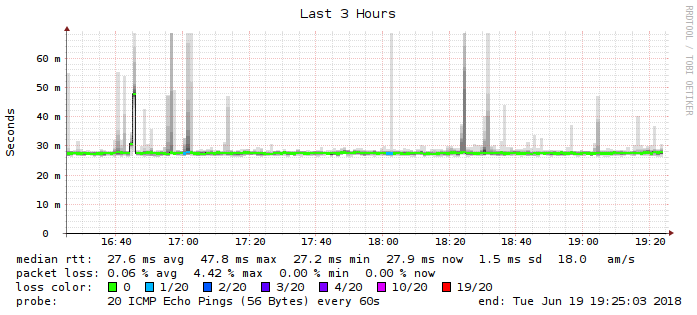 Last 3 Hours
RRDTOOL / TOBI OETIKER
Seconds
60 m
50 m
40 m
30 m
20 m
10 m
0
16:40 17:00 17:20 17:40 18:00 18:20 18:40 19:00 19:20
median rtt: 27.6 ms avg 47.8 ms max 27.2 ms min 27.9 ms now 1.5 ms sd 18.0 am/s
packet loss: 0.06 % avg 4.42 % max 0.00 % min 0.00 % now
loss color: 0 1/20 2/20 3/20 4/20 10/20 19/20
probe: 20 ICMP Echo Pings (56 Bytes) every 60s end: Tue Jun 19 19:25:03 2018